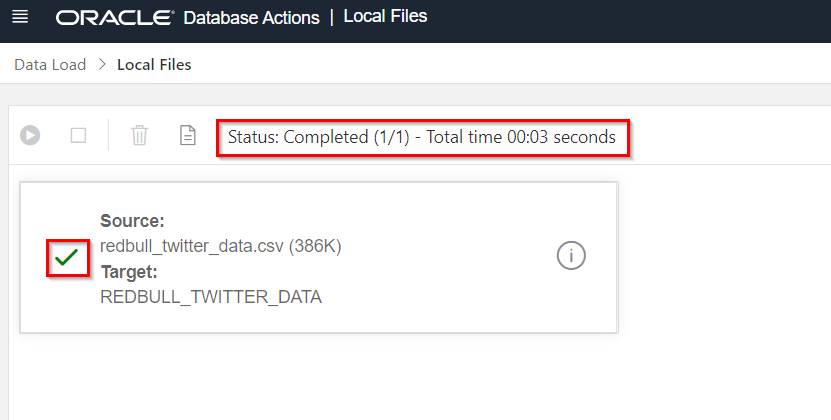 ORACLE® Database Actions | Local Files
Data Load > Local Files
Status: Completed (1/1) - Total time 00:03 seconds
Source:
redbull_twitter_data.csv (386K)
Target:
REDBULL_TWITTER_DATA